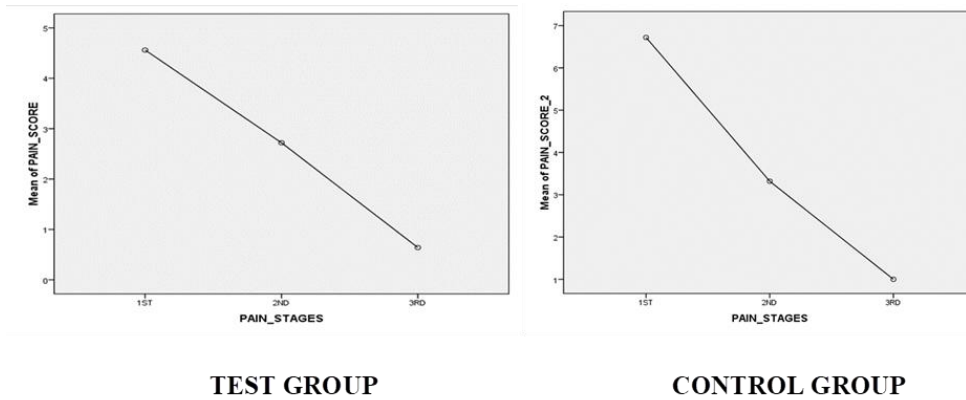 5
4
3
2
1
0
Mean of PAIN_SCORE
1ST 2ND 3RD
PAIN_STAGES
7
6
5
4
3
2
1
Mean of PAIN_SCORE_2
1ST 2ND 3RD
PAIN_STAGES
TEST GROUP
CONTROL GROUP